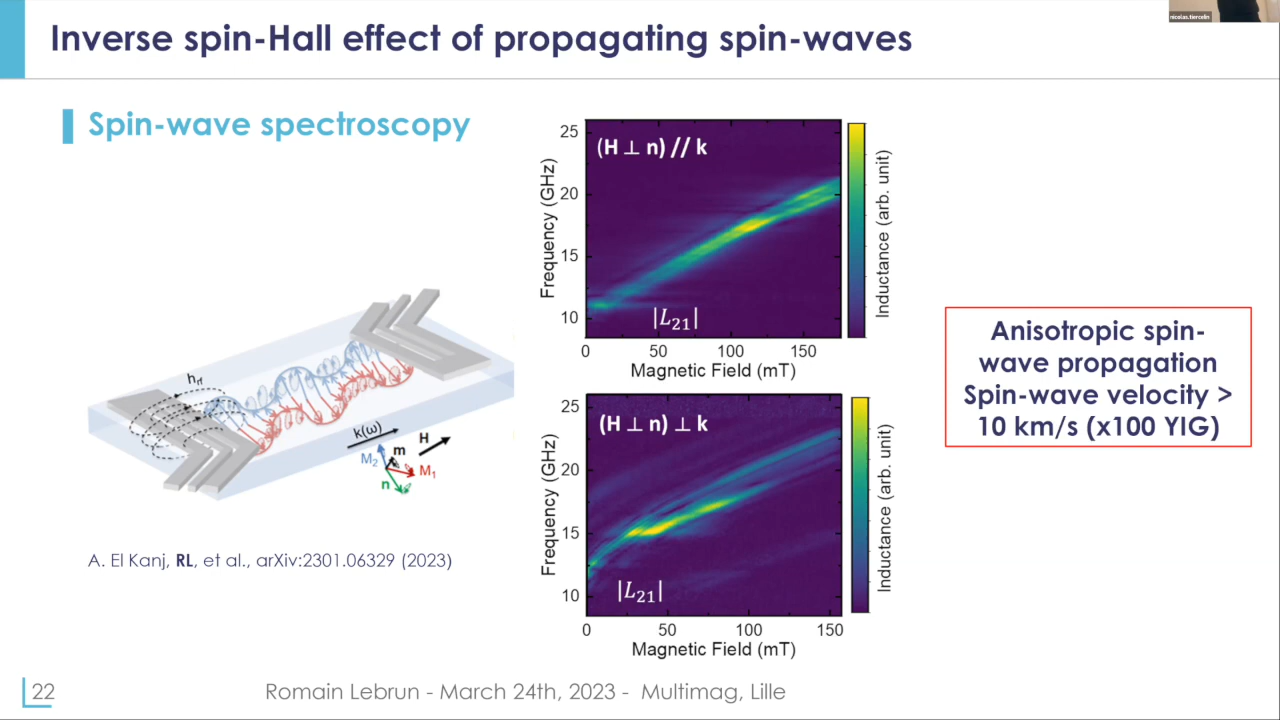 nicolas.tiercelin
Inverse spin-Hall effect of propagating spin-waves
Spin-wave spectroscopy
h_rf
k(ω)
H
M₂
m
M₁
n
A. El Kanj, RL, et al., arXiv:2301.06329 (2023)
(H ⊥ n) // k
|L₂₁|
Frequency (GHz)
25
20
15
10
0
50
100
150
Magnetic Field (mT)
Inductance (arb. unit)
(H ⊥ n) ⊥ k
|L₂₁|
Frequency (GHz)
25
20
15
10
0
50
100
150
Magnetic Field (mT)
Inductance (arb. unit)
Anisotropic spin-
wave propagation
Spin-wave velocity >
10 km/s (x100 YIG)
22
Romain Lebrun - March 24th, 2023 - Multimag, Lille